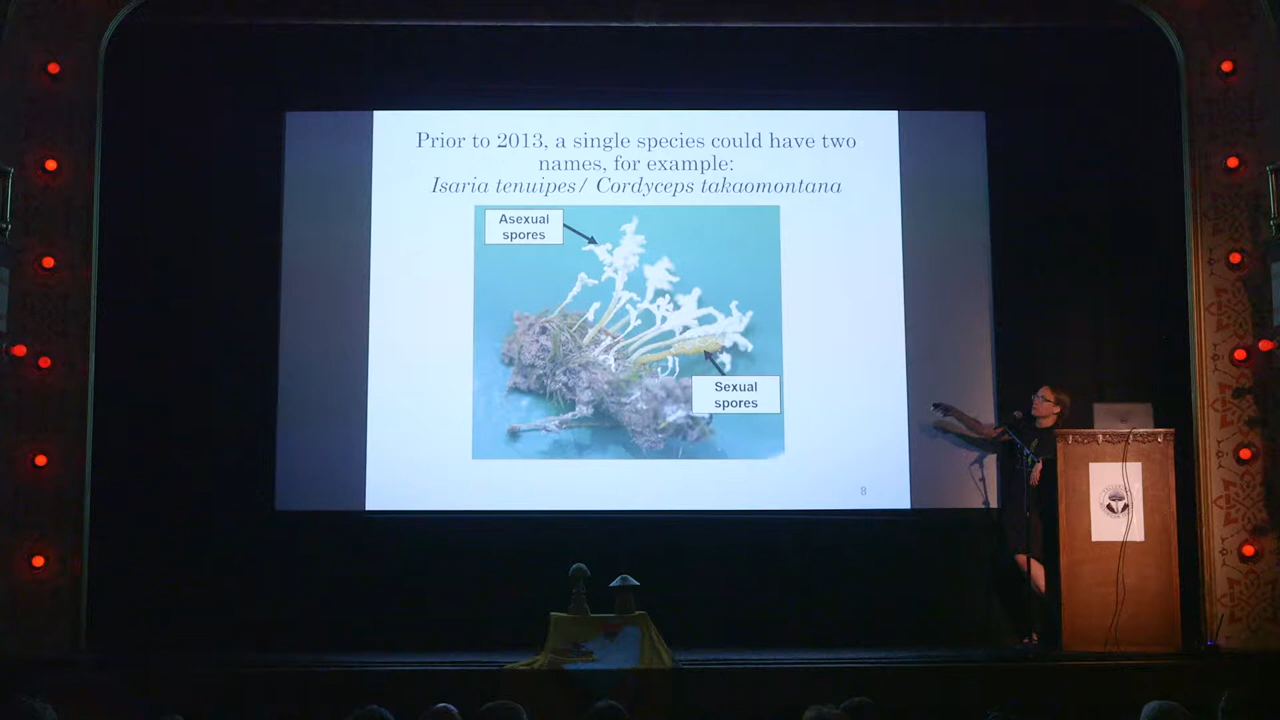 Prior to 2013, a single species could have two
names, for example:
Isaria tenuipes/ Cordyceps takaomontana
Asexual
spores
Sexual
spores
8